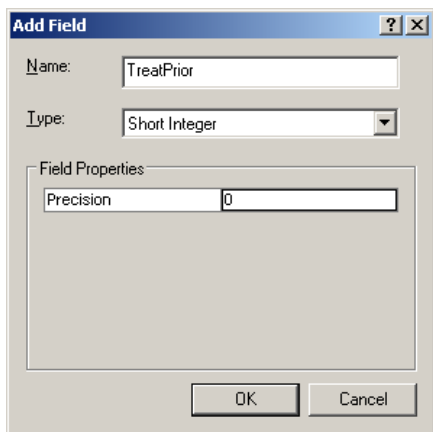 Add Field
Name: TreatPrior
Type: Short Integer
Field Properties
Precision 0
OK Cancel